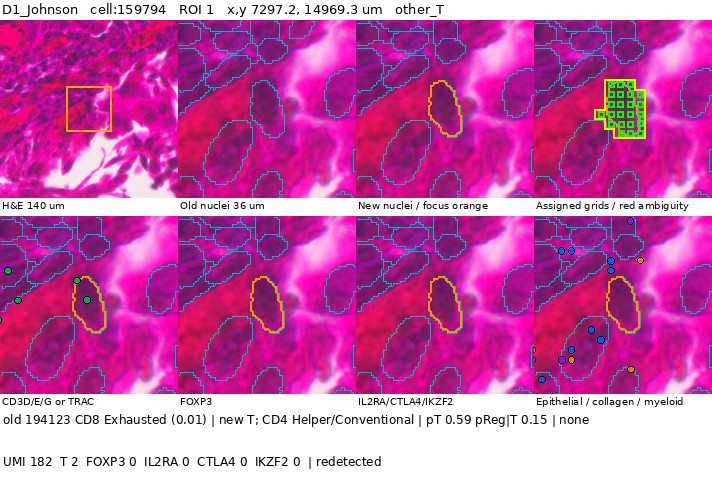 D1_Johnson cell:159794 ROI 1 x,y 7297.2, 14969.3 um other_T
H&E 140 um
Old nuclei 36 um
New nuclei / focus orange
Assigned grids / red ambiguity
CD3D/E/G or TRAC
FOXP3
IL2RA/CTLA4/IKZF2
Epithelial / collagen / myeloid
old 194123 CD8 Exhausted (0.01) | new T; CD4 Helper/Conventional | pT 0.59 pReg|T 0.15 | none
UMI 182 T 2 FOXP3 0 IL2RA 0 CTLA4 0 IKZF2 0 | redetected